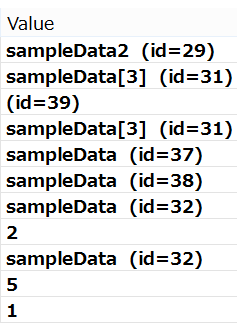 Value
sampleData2 (id=29)
sampleData[3] (id=31)
(id=39)
sampleData[3] (id=31)
sampleData (id=37)
sampleData (id=38)
sampleData (id=32)
2
sampleData (id=32)
5
1